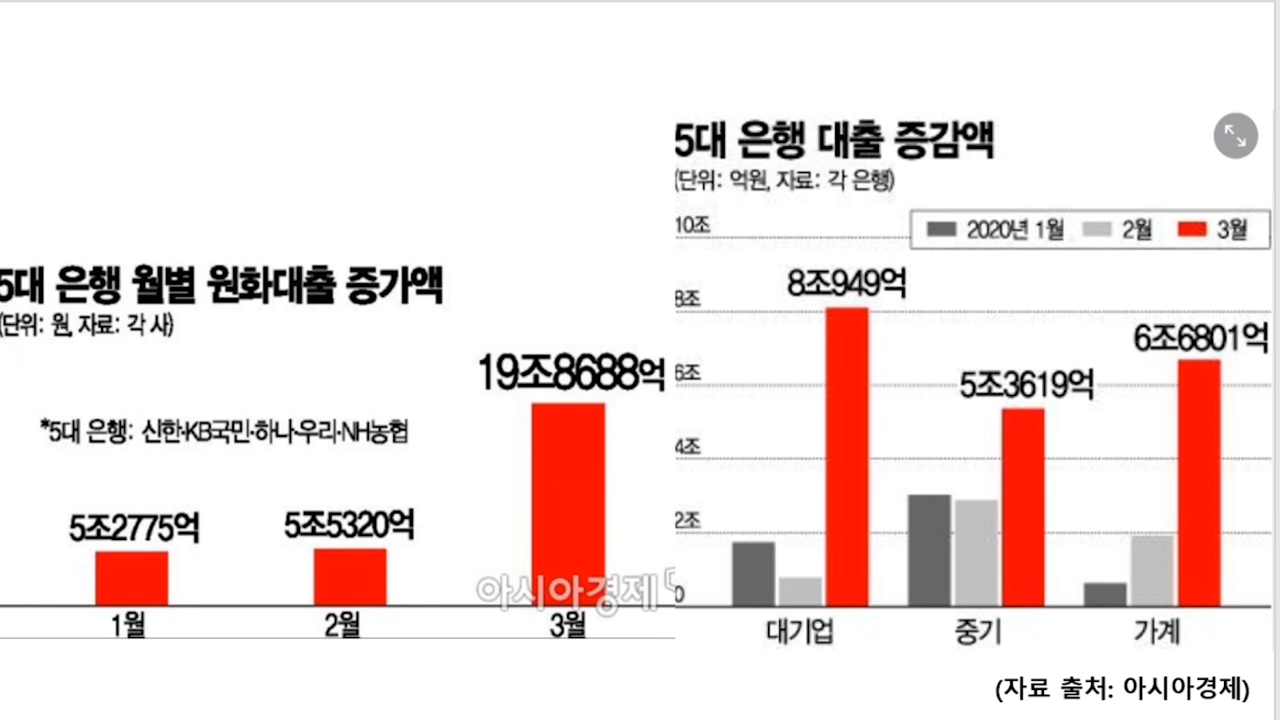 5대 은행 월별 원화대출 증가액
(단위: 원, 자료: 각 사)
*5대 은행: 신한·KB국민·하나·우리·NH농협
5조2775억
5조5320억
19조8688억
1월
2월
3월
아시아경제
5대 은행 대출 증감액
(단위: 억원, 자료: 각 은행)
2020년 1월 2월 3월
10조
8조
6조
4조
2조
0
8조949억
5조3619억
6조6801억
대기업
중기
가계
(자료 출처: 아시아경제)